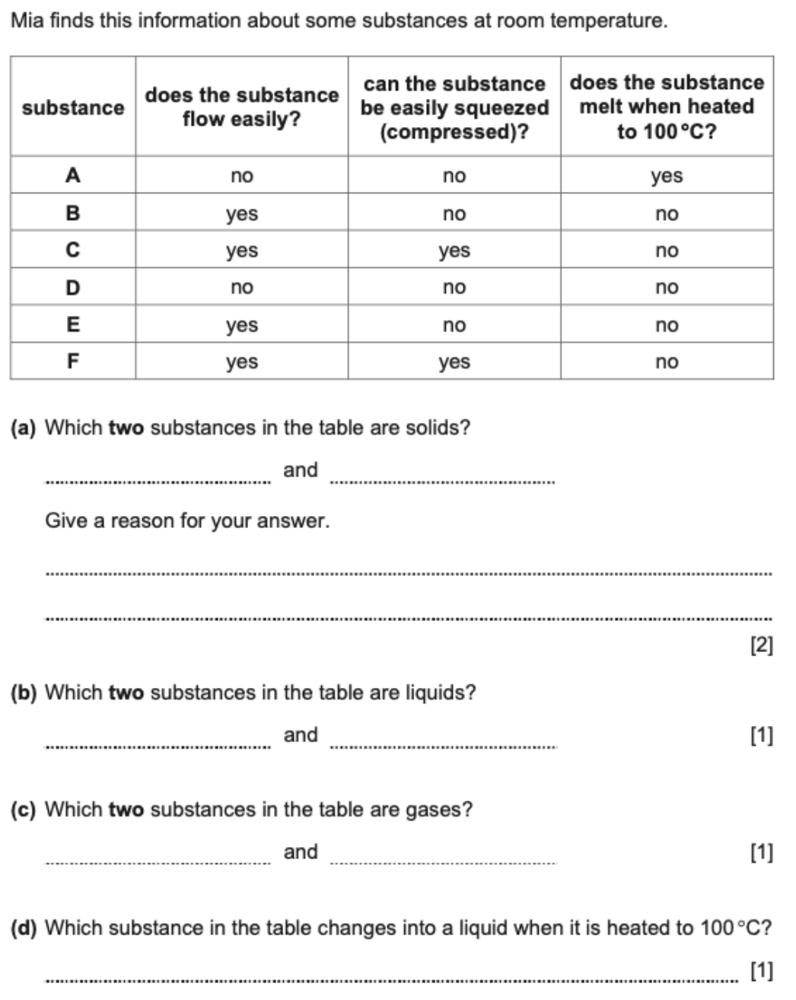 Mia finds this information about some substances at room temperature.
substance
does the substance
flow easily?
can the substance
be easily squeezed
(compressed)?
does the substance
melt when heated
to 100 °C?
A no no yes
B yes no no
C yes yes no
D no no no
E yes no no
F yes yes no
(a) Which two substances in the table are solids?
and
Give a reason for your answer.
[2]
(b) Which two substances in the table are liquids?
and [1]
(c) Which two substances in the table are gases?
and [1]
(d) Which substance in the table changes into a liquid when it is heated to 100 °C?
[1]